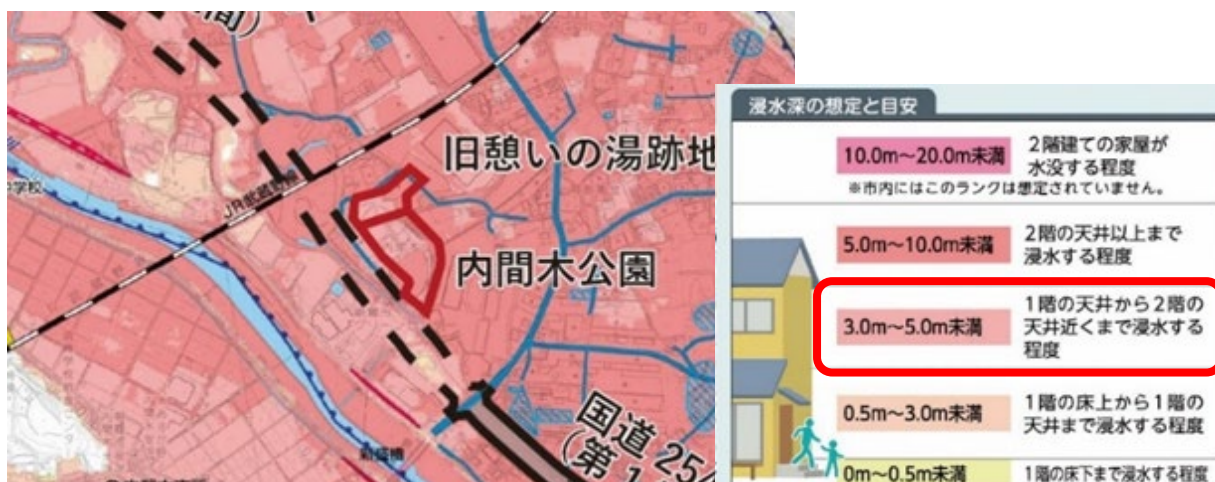 間)
旧憩いの湯跡地
中学校
JR武蔵野線
内間木公園
国道 254
(第 1
新盛橋
浸水深の想定と目安
10.0m～20.0m未満
2階建ての家屋が
水没する程度
※市内にはこのランクは想定されていません。
5.0m～10.0m未満
2階の天井以上まで
浸水する程度
3.0m～5.0m未満
1階の天井から2階の
天井近くまで浸水する
程度
0.5m～3.0m未満
1階の床上から1階の
天井まで浸水する程度
0m～0.5m未満
1階の床下まで浸水する程度